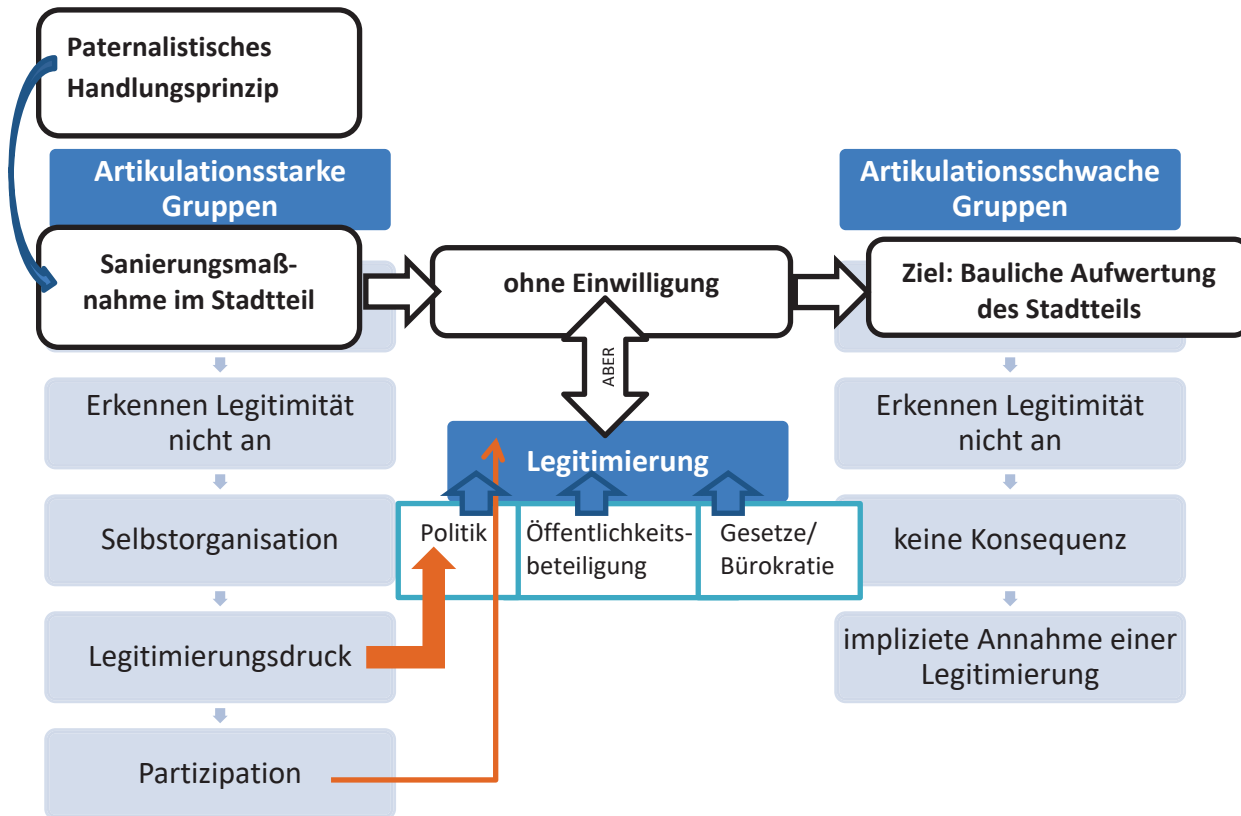 Paternalistisches
Handlungsprinzip
Artikulationsstarke
Gruppen
Artikulationsschwache
Gruppen
Sanierungsmaß-
nahme im Stadtteil
ohne Einwilligung
Ziel: Bauliche Aufwertung
des Stadtteils
ABER
Erkennen Legitimität
nicht an
Selbstorganisation
Legitimierungsdruck
Partizipation
Legitimierung
Politik
Öffentlichkeits-
beteiligung
Gesetze/
Bürokratie
Erkennen Legitimität
nicht an
keine Konsequenz
impliziete Annahme einer
Legitimierung